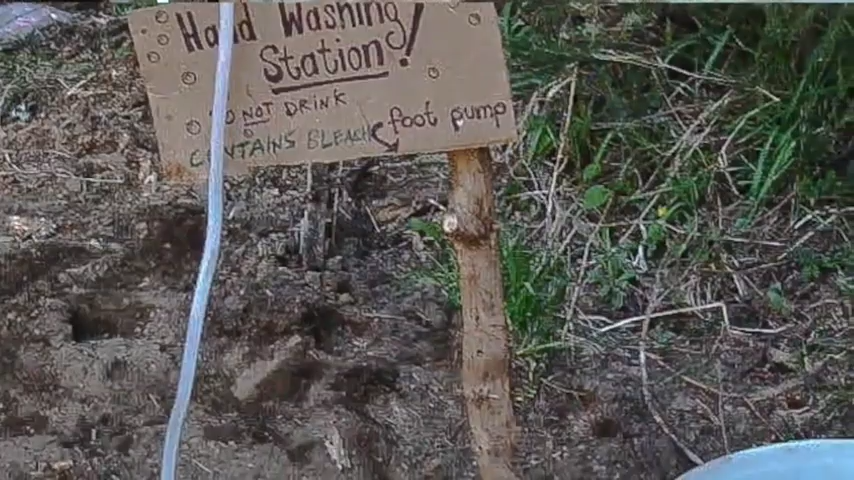 Hand Washing
Station!
DO NOT DRINK
CONTAINS BLEACH
foot pump